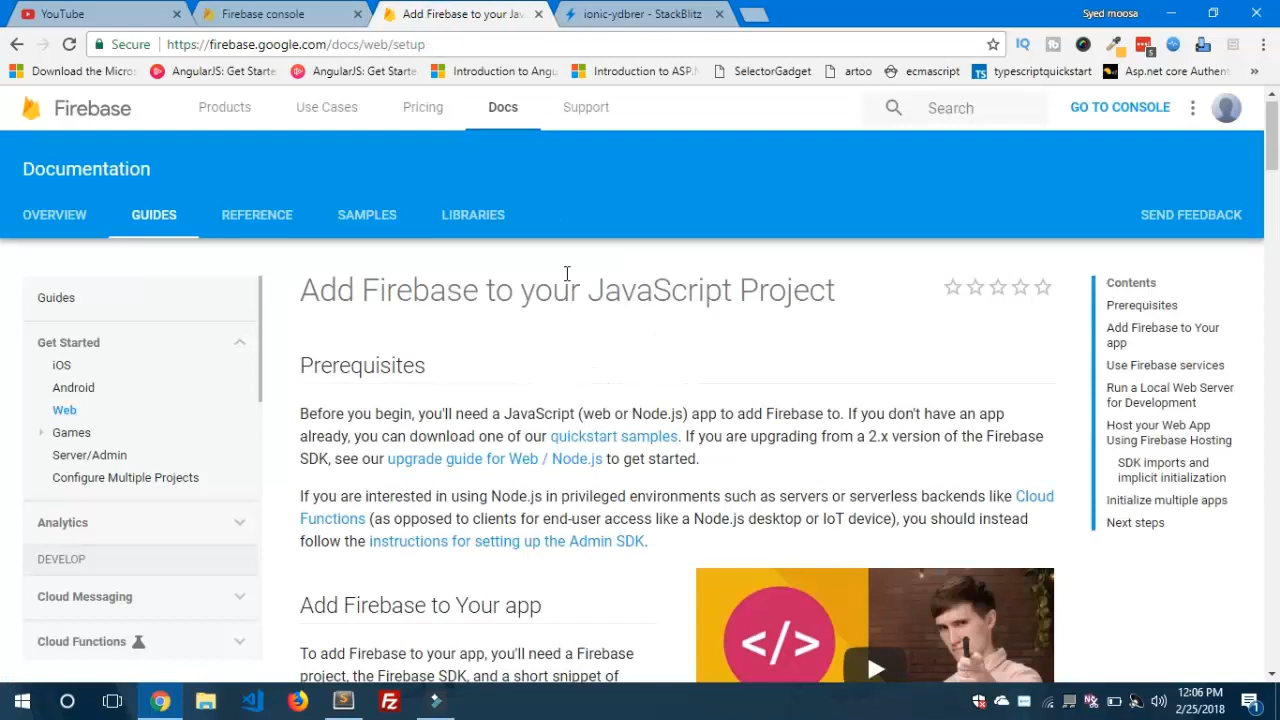 YouTube
Firebase console
Add Firebase to your Jav
ionic-ydbrer - StackBlitz
Syed moosa
Secure
https://firebase.google.com/docs/web/setup
Download the Micros
AngularJS: Get Starte
AngularJS: Get Starte
Introduction to Angu
Introduction to ASP.N
SelectorGadget
artoo
ecmascript
typescriptquickstart
Asp.net core Authent
Firebase
Products
Use Cases
Pricing
Docs
Support
Search
GO TO CONSOLE
Documentation
OVERVIEW
GUIDES
REFERENCE
SAMPLES
LIBRARIES
SEND FEEDBACK
Guides
Get Started
iOS
Android
Web
Games
Server/Admin
Configure Multiple Projects
Analytics
DEVELOP
Cloud Messaging
Cloud Functions
Add Firebase to your JavaScript Project
Prerequisites
Before you begin, you'll need a JavaScript (web or Node.js) app to add Firebase to. If you don't have an app
already, you can download one of our quickstart samples. If you are upgrading from a 2.x version of the Firebase
SDK, see our upgrade guide for Web / Node.js to get started.
If you are interested in using Node.js in privileged environments such as servers or serverless backends like Cloud
Functions (as opposed to clients for end-user access like a Node.js desktop or IoT device), you should instead
follow the instructions for setting up the Admin SDK.
Add Firebase to Your app
To add Firebase to your app, you'll need a Firebase
project, the Firebase SDK, and a short snippet of
</>
Contents
Prerequisites
Add Firebase to Your
app
Use Firebase services
Run a Local Web Server
for Development
Host your Web App
Using Firebase Hosting
SDK imports and
implicit initialization
Initialize multiple apps
Next steps
12:06 PM
2/25/2018